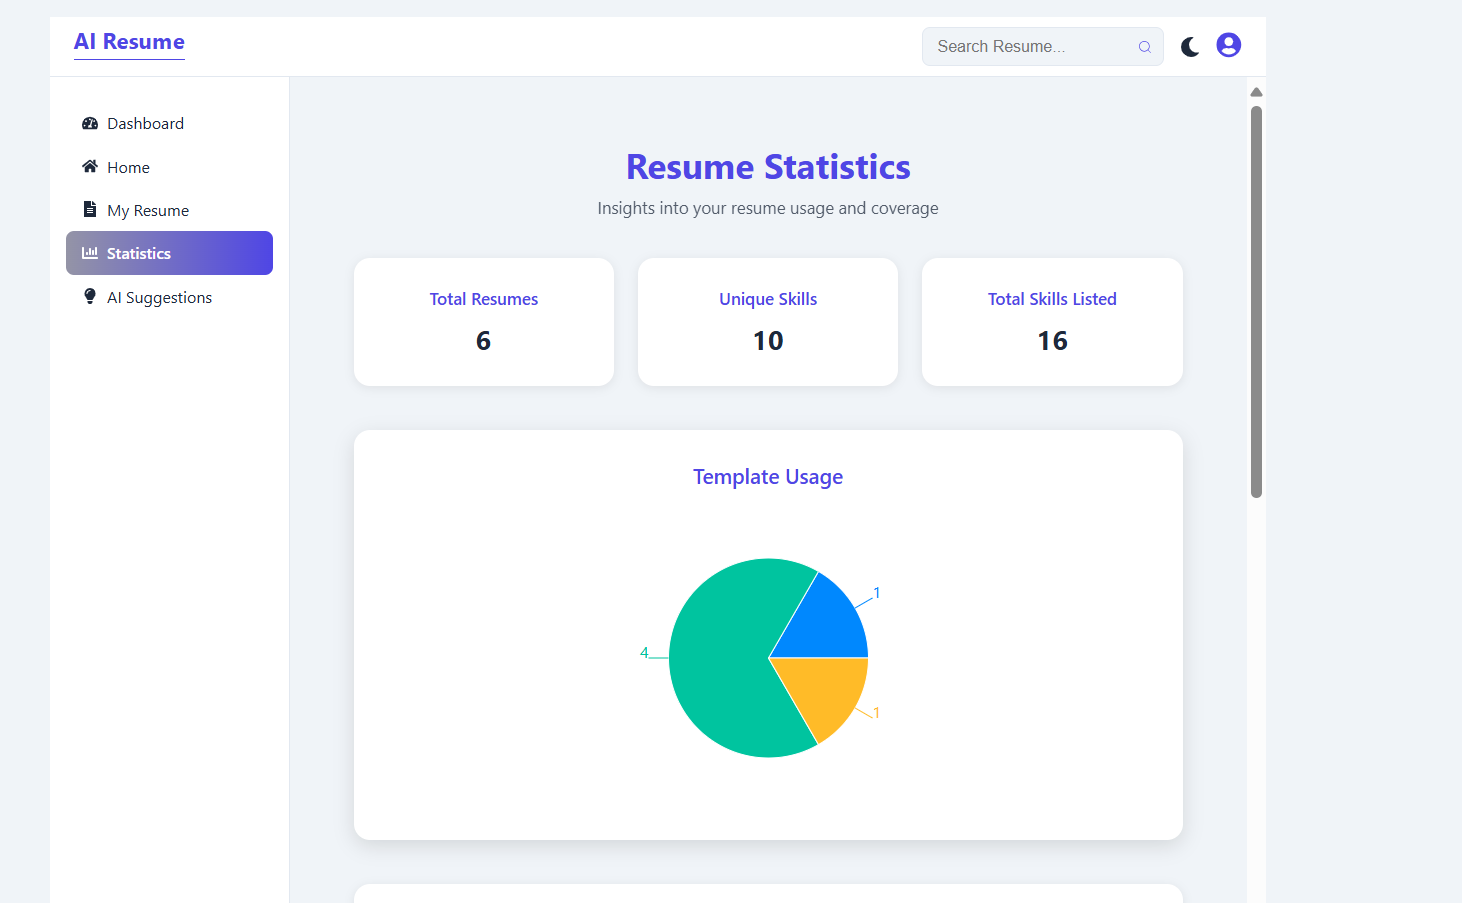 AI Resume
Search Resume...
Dashboard
Home
My Resume
Statistics
AI Suggestions
Resume Statistics
Insights into your resume usage and coverage
Total Resumes
6
Unique Skills
10
Total Skills Listed
16
Template Usage
1
4
1